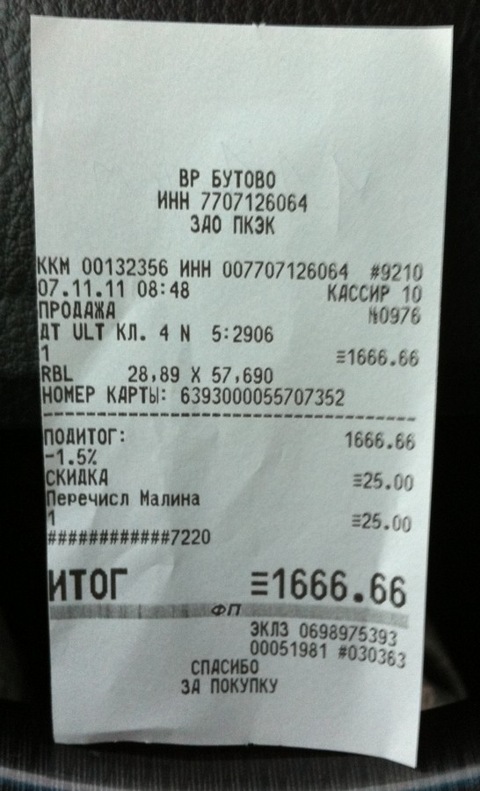 ВР БУТОВО
ИНН 7707126064
ЗАО ПКЭК
ККМ 00132356 ИНН 007707126064 #9210
07.11.11 08:48 КАССИР 10
ПРОДАЖА №0976
ДТ ULT КЛ. 4 N 5:2906
1 ≡1666.66
RBL 28,89 X 57,690
НОМЕР КАРТЫ: 6393000055707352
ПОДИТОГ: 1666.66
-1.5%
СКИДКА ≡25.00
Перечисл Малина
1 ≡25.00
############7220
ИТОГ ≡1666.66
ФП
ЭКЛЗ 0698975393
00051981 #030363
СПАСИБО
ЗА ПОКУПКУ